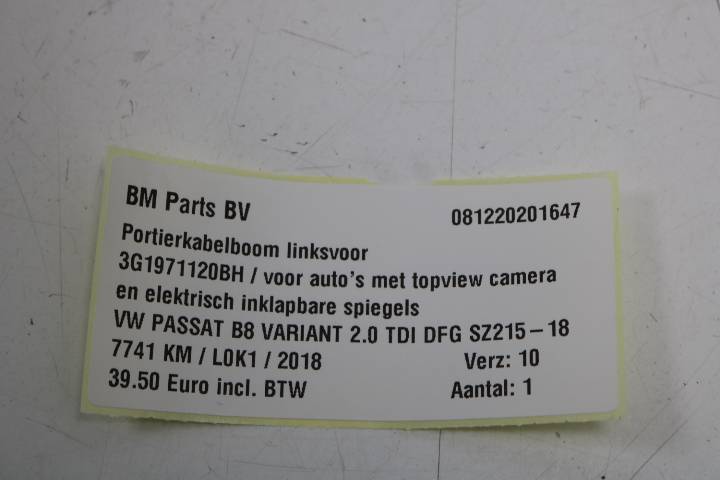 BM Parts BV 081220201647
Portierkabelboom linksvoor
3G1971120BH / voor auto's met topview camera
en elektrisch inklapbare spiegels
VW PASSAT B8 VARIANT 2.0 TDI DFG SZ215-18
7741 KM / L0K1 / 2018 Verz: 10
39.50 Euro incl. BTW Aantal: 1